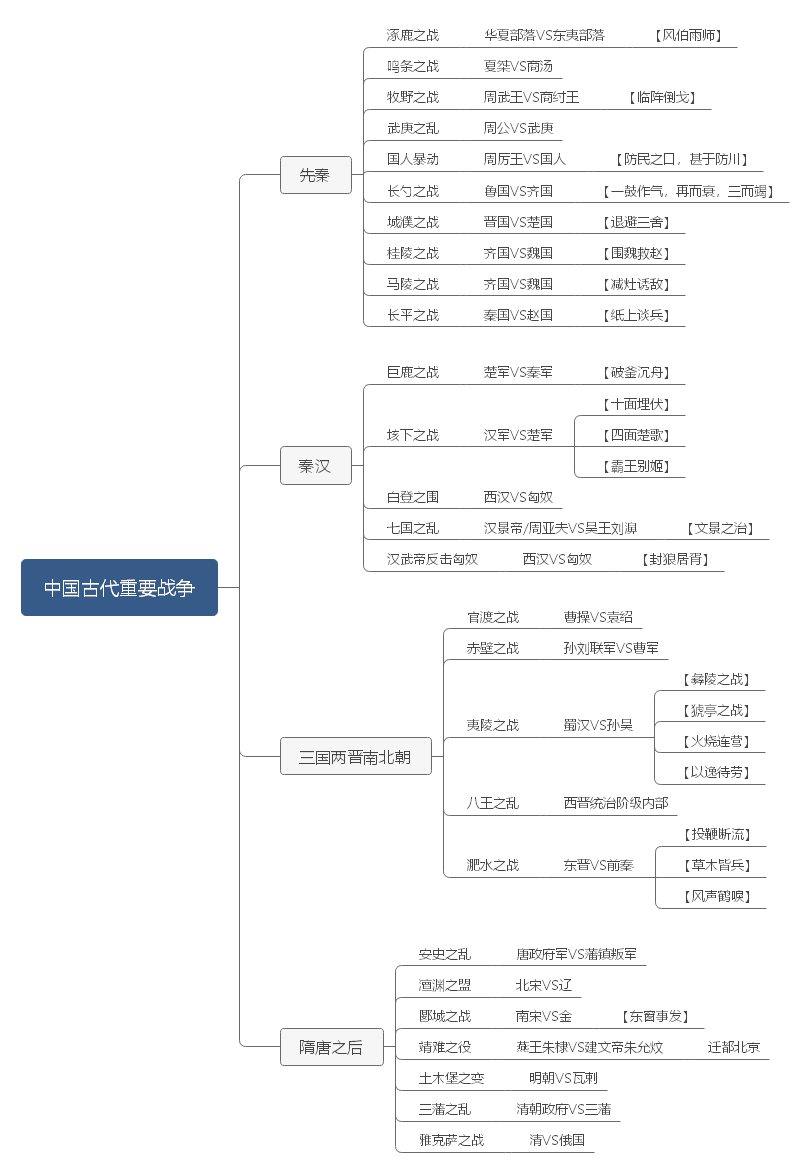 中国古代重要战争
先秦
涿鹿之战 华夏部落VS东夷部落 【风伯雨师】
鸣条之战 夏桀VS商汤
牧野之战 周武王VS商纣王 【临阵倒戈】
武庚之乱 周公VS武庚
国人暴动 周厉王VS国人 【防民之口，甚于防川】
长勺之战 鲁国VS齐国 【一鼓作气，再而衰，三而竭】
城濮之战 晋国VS楚国 【退避三舍】
桂陵之战 齐国VS魏国 【围魏救赵】
马陵之战 齐国VS魏国 【减灶诱敌】
长平之战 秦国VS赵国 【纸上谈兵】
秦汉
巨鹿之战 楚军VS秦军 【破釜沉舟】
垓下之战 汉军VS楚军
【十面埋伏】
【四面楚歌】
【霸王别姬】
白登之围 西汉VS匈奴
七国之乱 汉景帝/周亚夫VS吴王刘濞 【文景之治】
汉武帝反击匈奴 西汉VS匈奴 【封狼居胥】
三国两晋南北朝
官渡之战 曹操VS袁绍
赤壁之战 孙刘联军VS曹军
夷陵之战 蜀汉VS孙吴
【彝陵之战】
【猇亭之战】
【火烧连营】
【以逸待劳】
八王之乱 西晋统治阶级内部
淝水之战 东晋VS前秦
【投鞭断流】
【草木皆兵】
【风声鹤唳】
隋唐之后
安史之乱 唐政府军VS藩镇叛军
澶渊之盟 北宋VS辽
郾城之战 南宋VS金 【东窗事发】
靖难之役 燕王朱棣VS建文帝朱允炆 迁都北京
土木堡之变 明朝VS瓦剌
三藩之乱 清朝政府VS三藩
雅克萨之战 清VS俄国